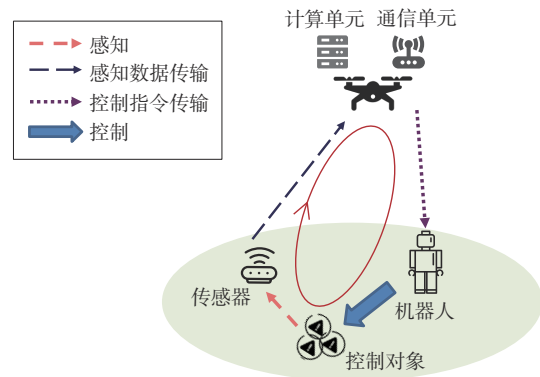 计算单元 通信单元
感知
感知数据传输
控制指令传输
控制
传感器
机器人
控制对象